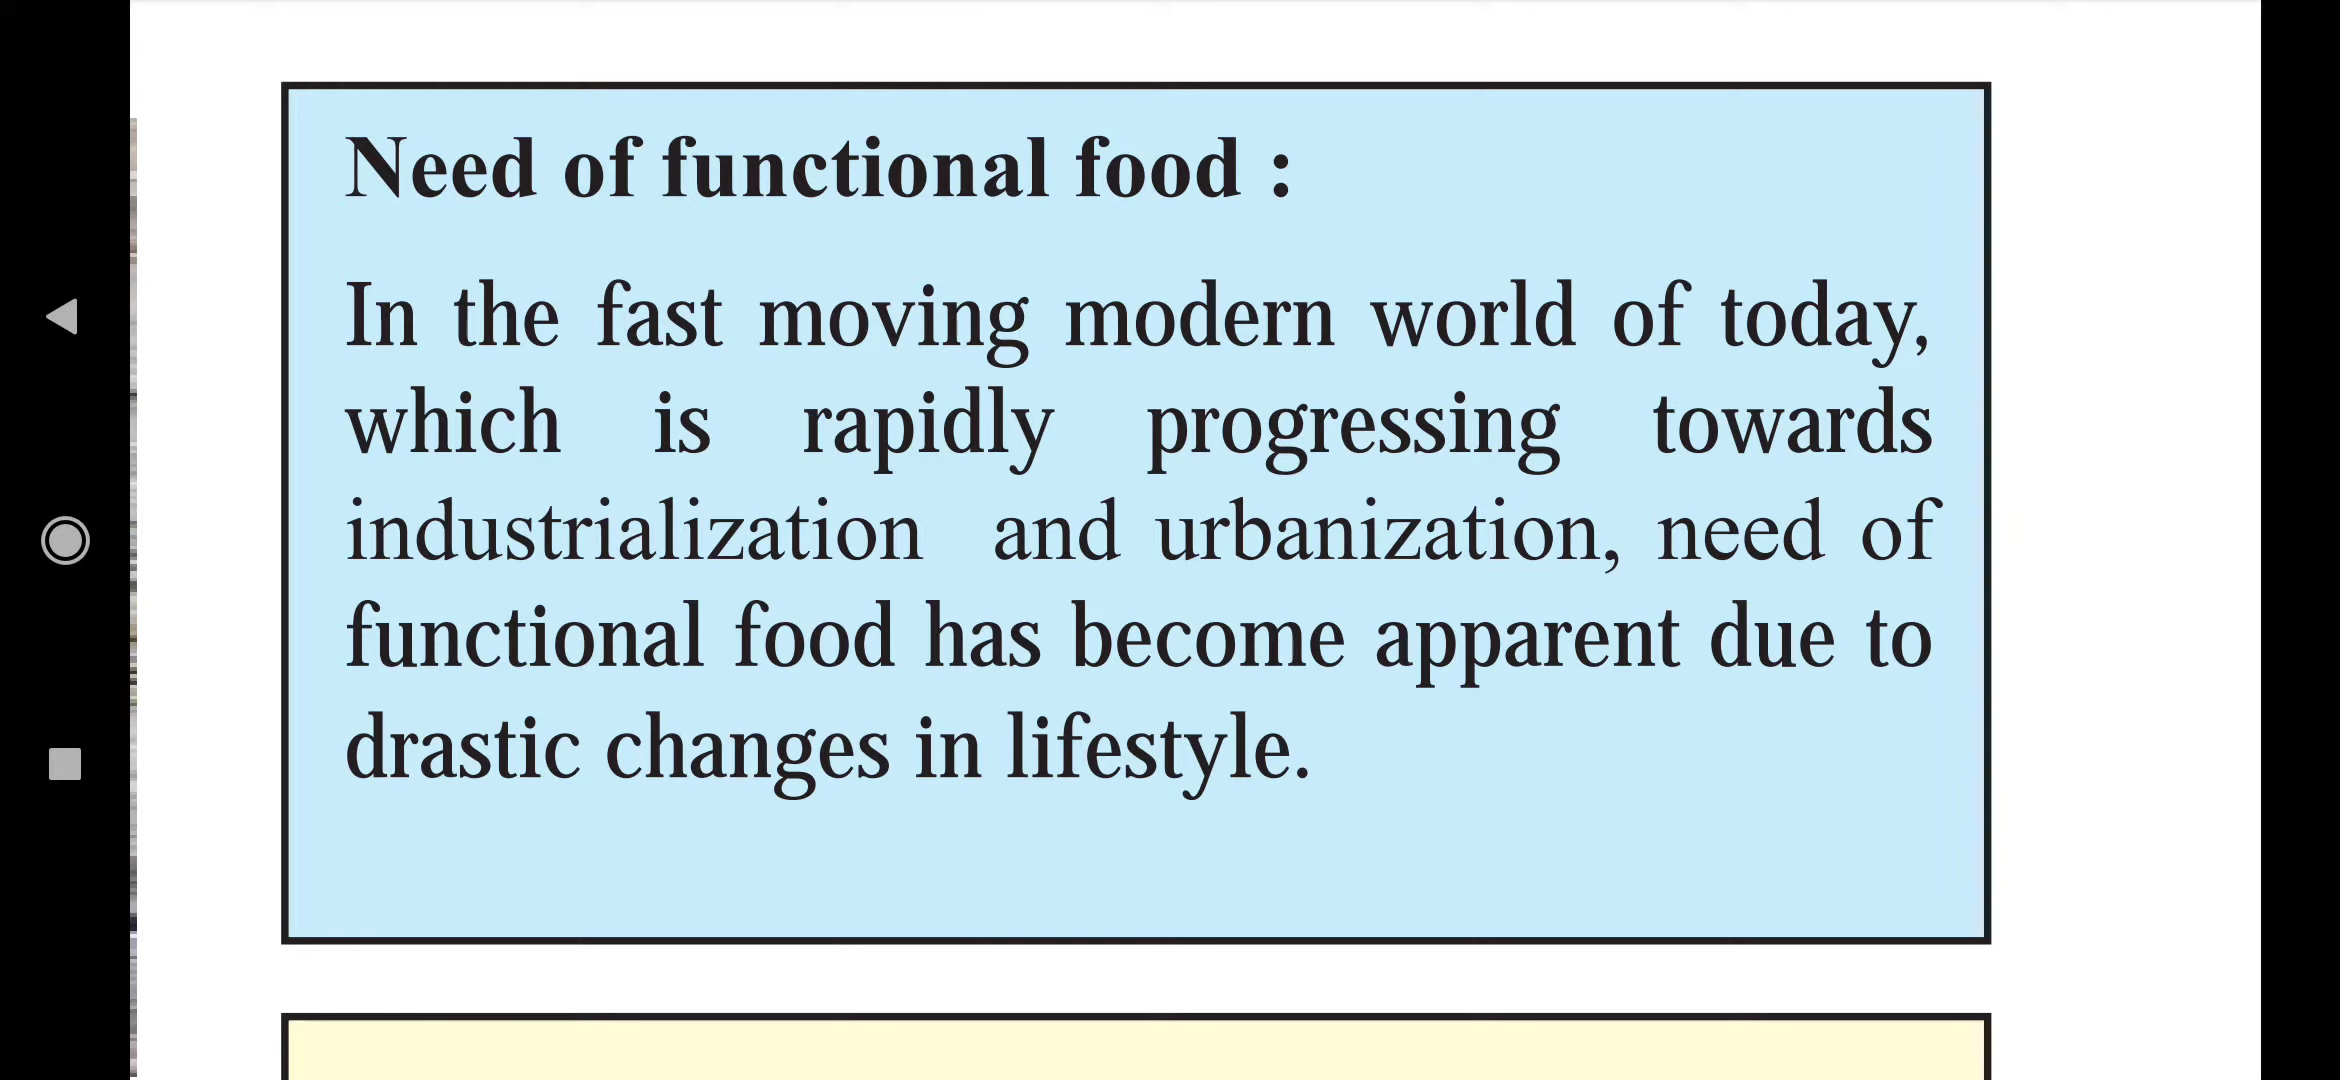 Need of functional food :
In the fast moving modern world of today,
which is rapidly progressing towards
industrialization and urbanization, need of
functional food has become apparent due to
drastic changes in lifestyle.